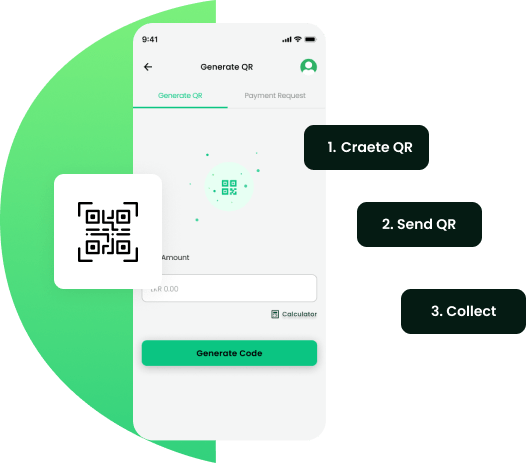 9:41
Generate QR
Generate QR
Payment Request
1. Craete QR
2. Send QR
Amount
0.00
Calculator
3. Collect
Generate Code